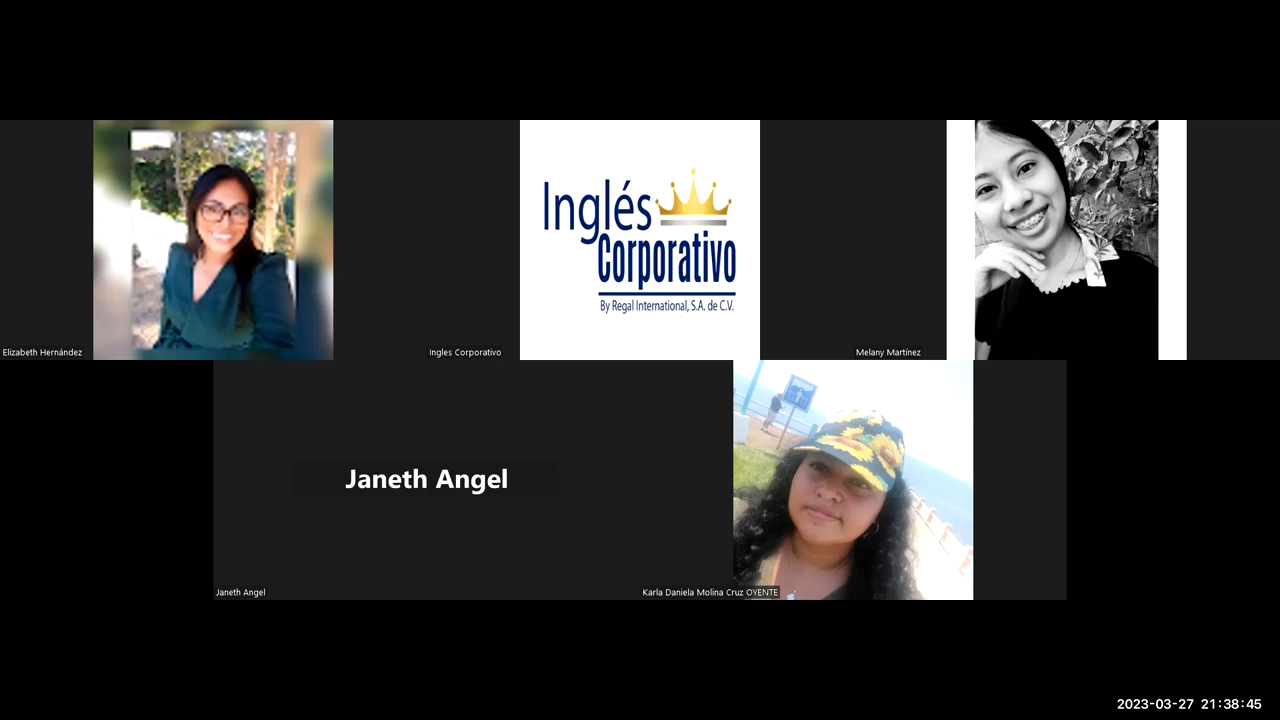 Inglés
Corporativo
By Regal International, S.A. de C.V.
Elizabeth Hernández
Ingles Corporativo
Melany Martínez
Janeth Angel
Janeth Angel
Karla Daniela Molina Cruz OYENTE
2023-03-27 21:38:45